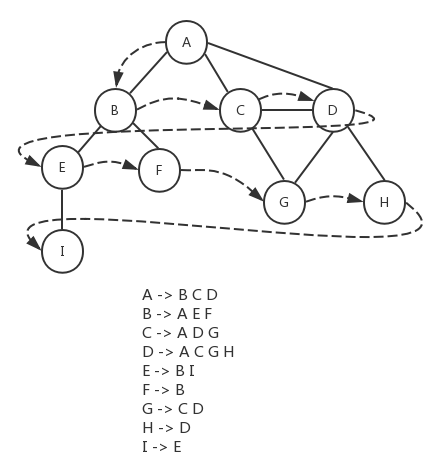 A
B
C
D
E
F
G
H
I
A -> B C D
B -> A E F
C -> A D G
D -> A C G H
E -> B I
F -> B
G -> C D
H -> D
I -> E